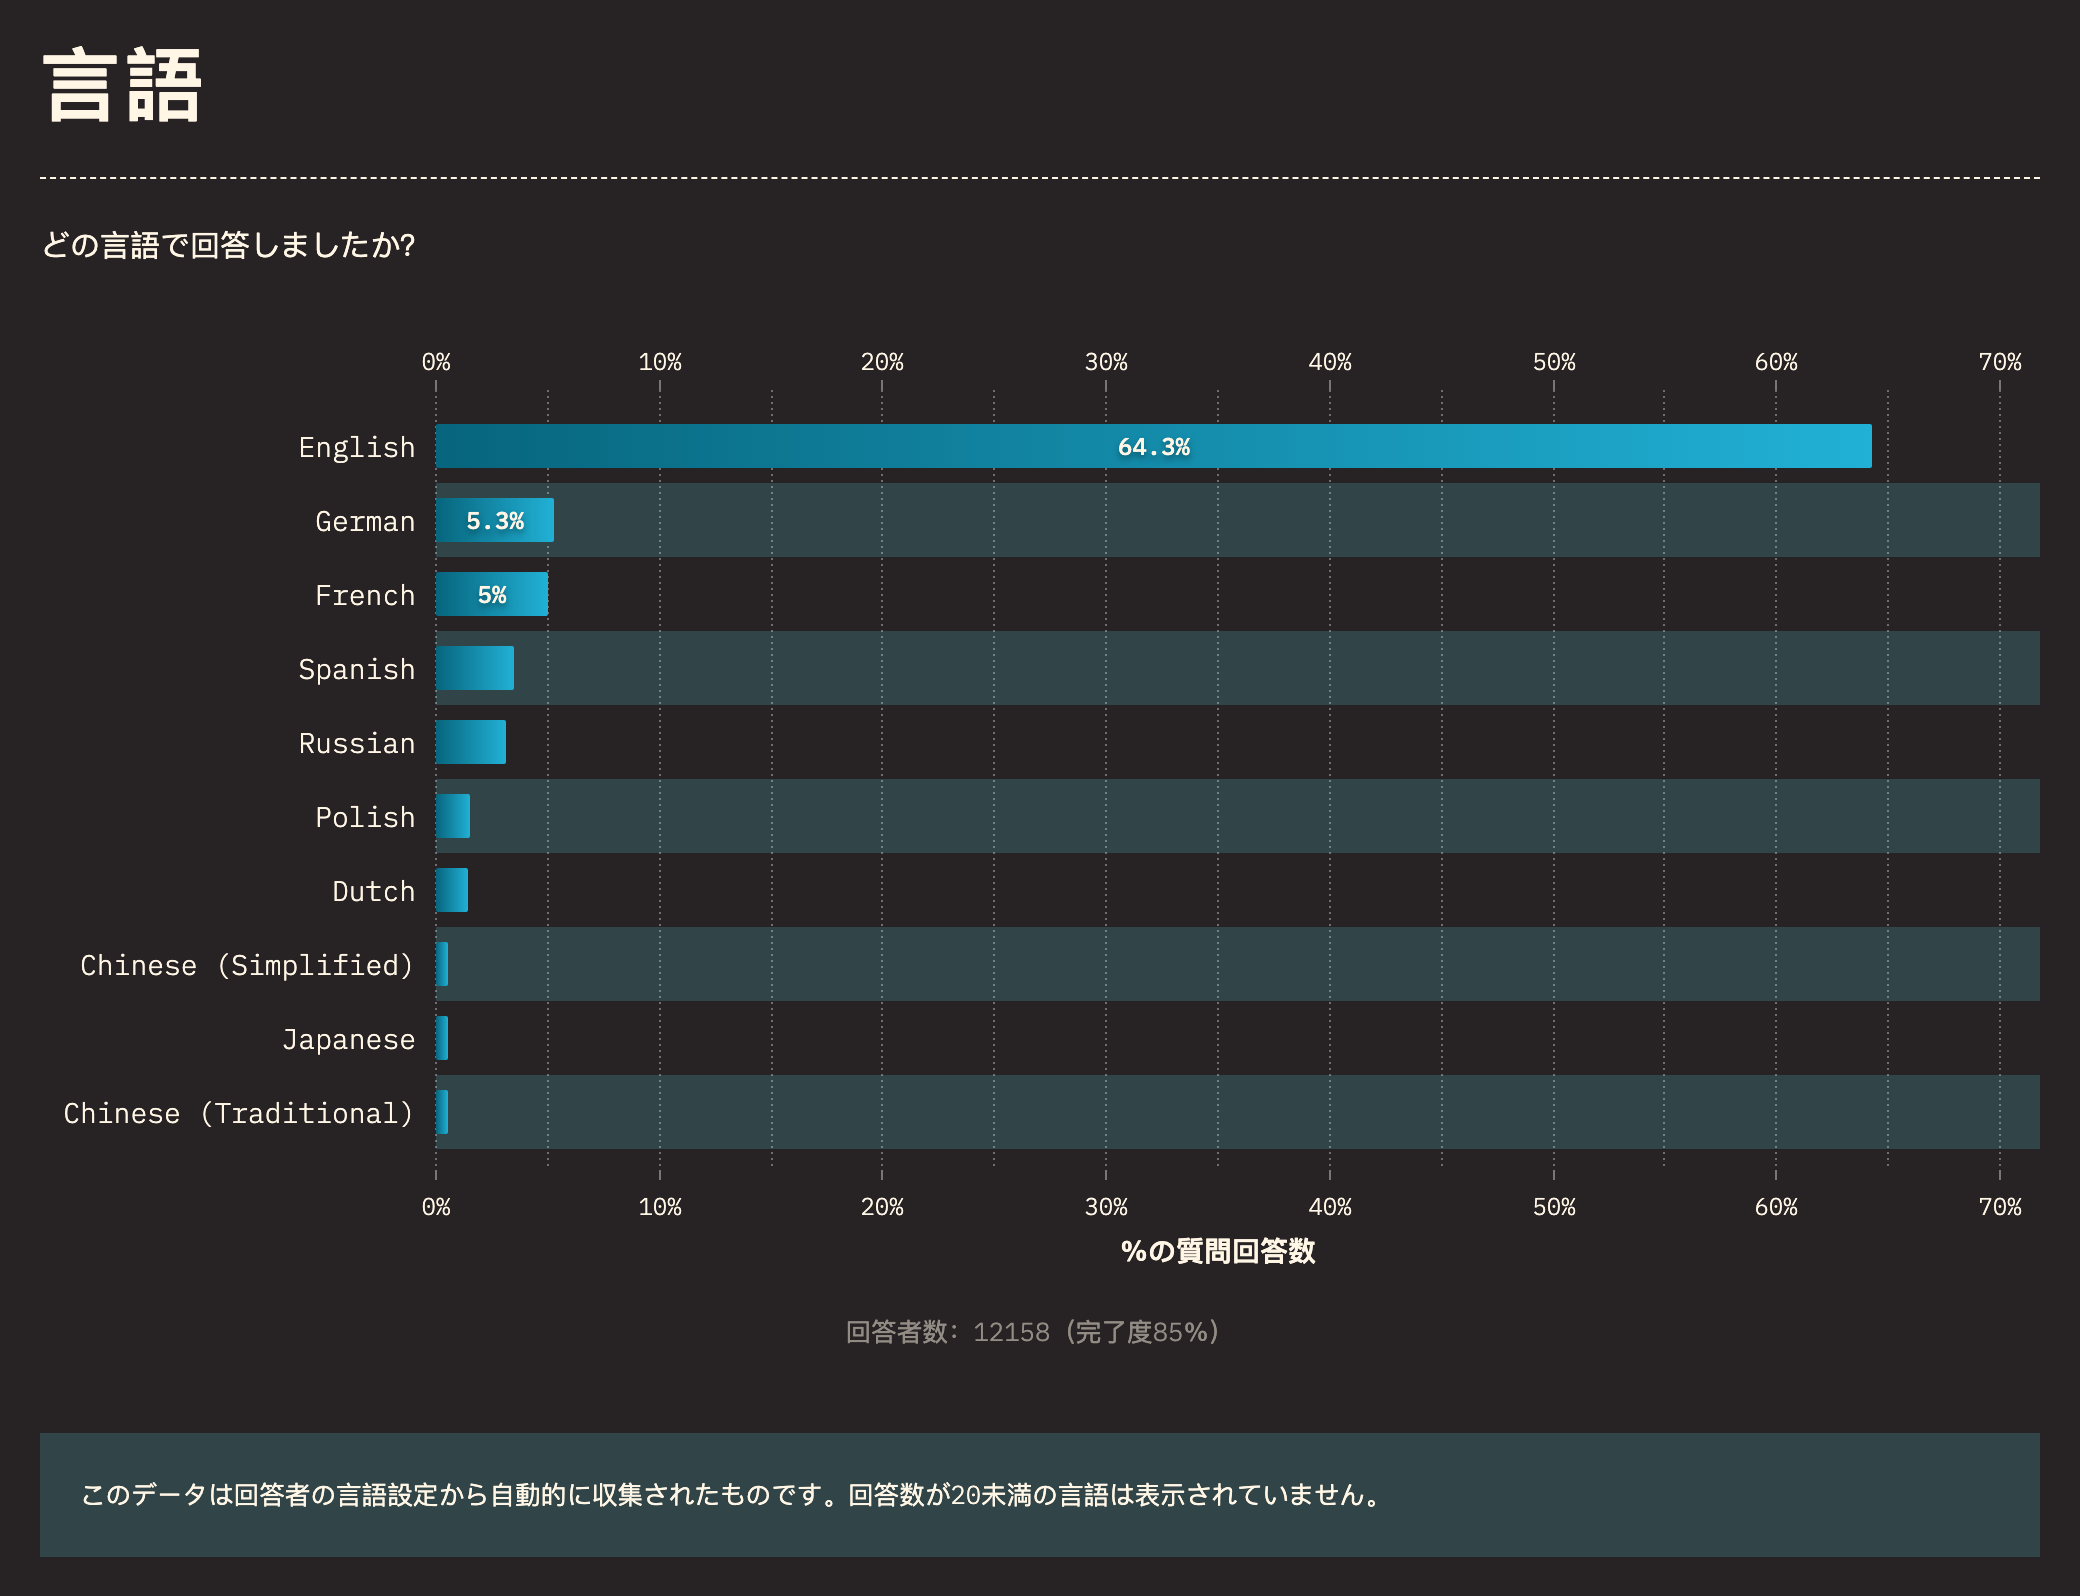 言語
どの言語で回答しましたか?
0% 10% 20% 30% 40% 50% 60% 70%
English 64.3%
German 5.3%
French 5%
Spanish
Russian
Polish
Dutch
Chinese (Simplified)
Japanese
Chinese (Traditional)
0% 10% 20% 30% 40% 50% 60% 70%
%の質問回答数
回答者数: 12158 (完了度85%)
このデータは回答者の言語設定から自動的に収集されたものです。回答数が20未満の言語は表示されていません。